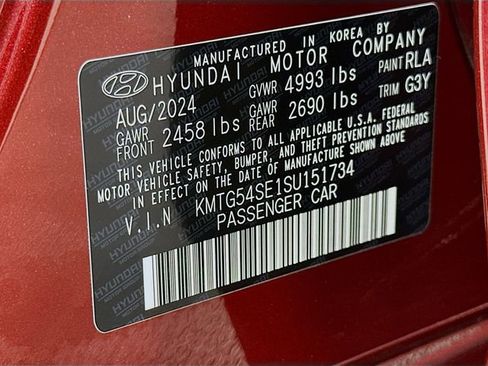 MANUFACTURED IN KOREA BY
HYUNDAI MOTOR COMPANY
AUG/2024 GVWR 4993 lbs PAINT RLA
GAWR FRONT 2458 lbs GAWR REAR 2690 lbs TRIM G3Y
THIS VEHICLE CONFORMS TO ALL APPLICABLE U.S.A. FEDERAL
MOTOR VEHICLE SAFETY, BUMPER, AND THEFT PREVENTION STANDARDS
IN EFFECT ON THE DATE OF MANUFACTURE SHOWN ABOVE.
V.I.N KMTG54SE1SU151734
PASSENGER CAR